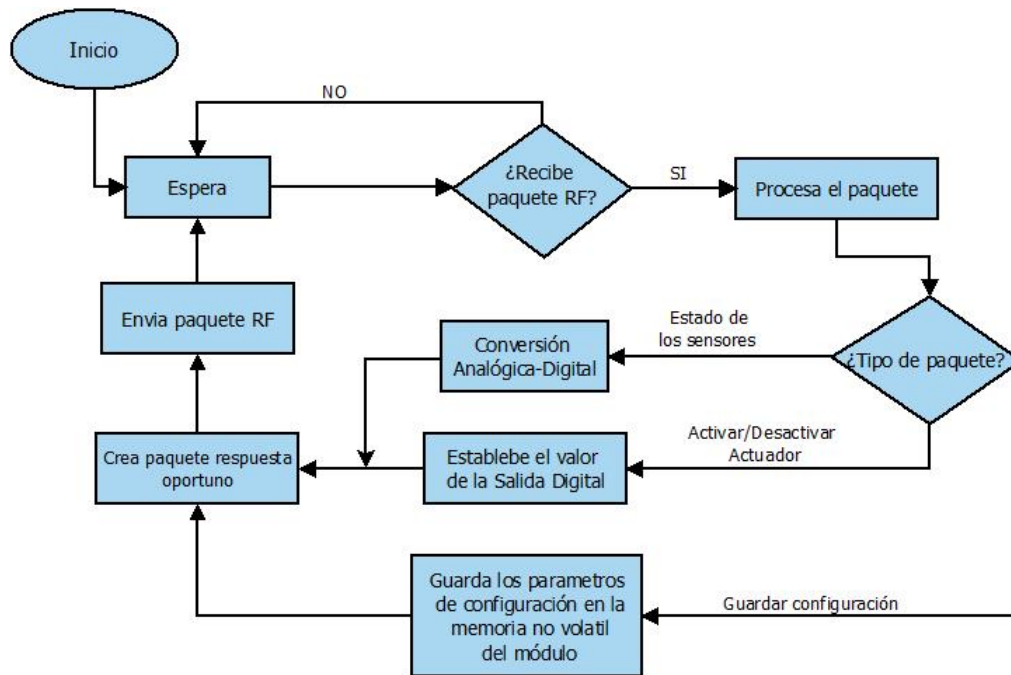 Inicio
NO
Espera
¿Recibe
paquete RF?
SI
Procesa el paquete
Envia paquete RF
Conversión
Analógica-Digital
Estado de
los sensores
¿Tipo de paquete?
Crea paquete respuesta
oportuno
Establebe el valor
de la Salida Digital
Activar/Desactivar
Actuador
Guarda los parametros
de configuración en la
memoria no volatil
del módulo
Guardar configuración